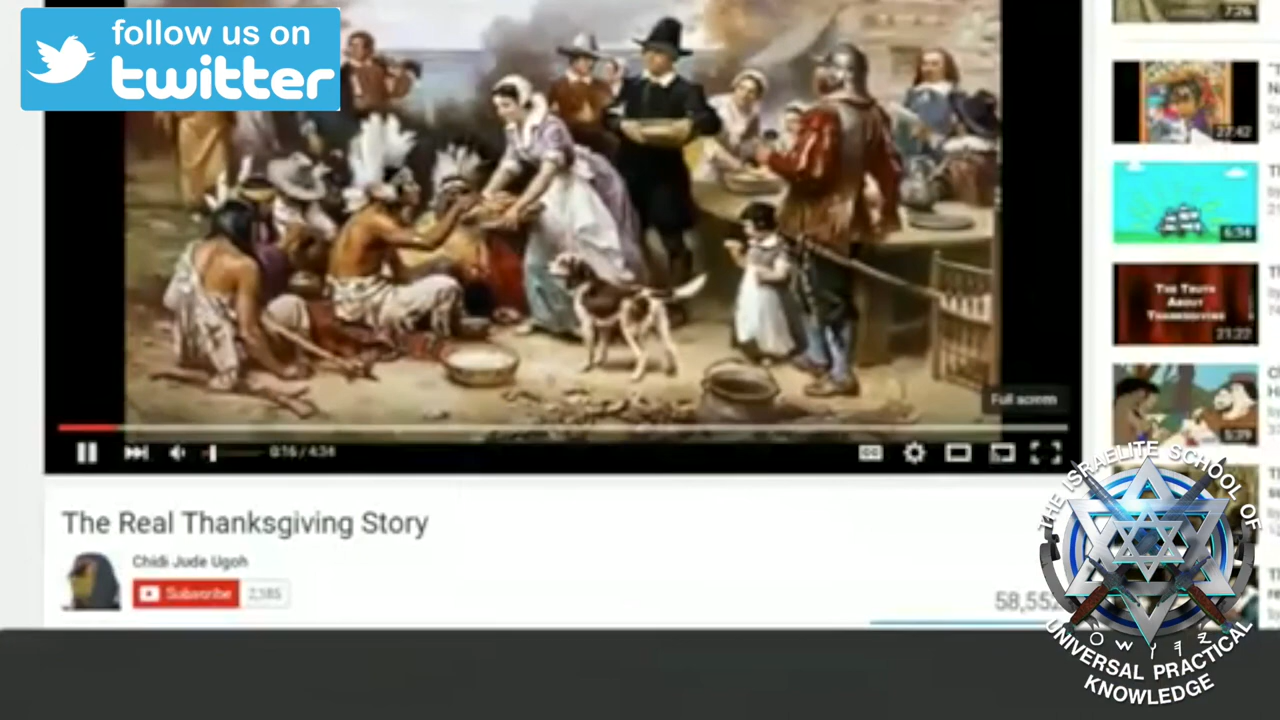 follow us on
twitter
7:26
27:42
6:34
THE TRUTH
ABOUT
THANKSGIVING
21:22
Full screen
0:16 / 4:34
The Real Thanksgiving Story
Chidi Jude Ugoh
Subscribe 2,185
58,552
THE ISRAELITE SCHOOL OF
UNIVERSAL PRACTICAL
KNOWLEDGE